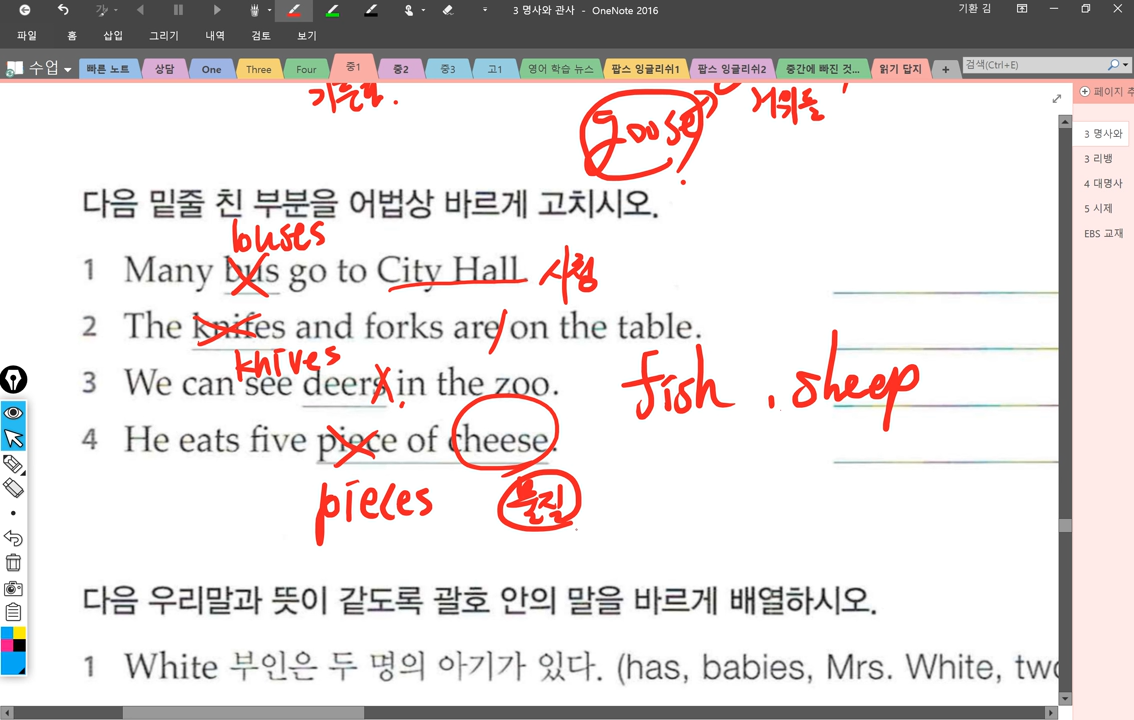 3 명사와 관사 - OneNote 2016
기환 김
파일 홈 삽입 그리기 내역 검토 보기
수업 빠른 노트 상담 One Three Four 중1 중2 중3 고1 영어 학습 뉴스 팝스 잉글리쉬1 팝스 잉글리쉬2 중간에 빠진 것... 읽기 답지 + 검색(Ctrl+E)
페이지 추
3 명사와
3 리뱅
4 대명사
5 시제
EBS 교재
goose 거위들
다음 밑줄 친 부분을 어법상 바르게 고치시오.
buses
1 Many bus go to City Hall. 시청
2 The knifes and forks are on the table.
knives
3 We can see deers in the zoo.
fish . sheep
4 He eats five piece of cheese.
pieces 물질
다음 우리말과 뜻이 같도록 괄호 안의 말을 바르게 배열하시오.
1 White 부인은 두 명의 아기가 있다. (has, babies, Mrs. White, two